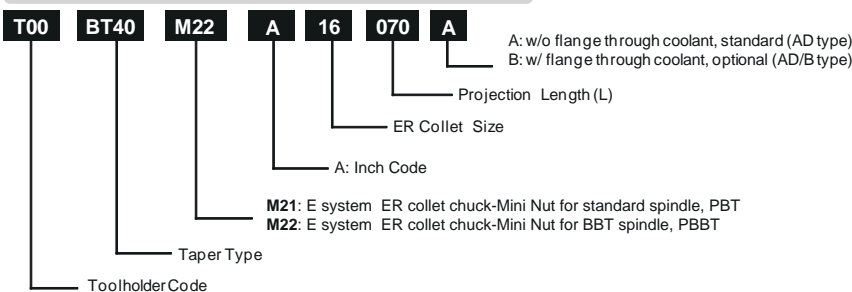 T00 BT40 M22 A 16 070 A
A: w/o flange through coolant, standard (AD type)
B: w/ flange through coolant, optional (AD/B type)
Projection Length (L)
ER Collet Size
A: Inch Code
M21: E system ER collet chuck-Mini Nut for standard spindle, PBT
M22: E system ER collet chuck-Mini Nut for BBT spindle, PBBT
Taper Type
Toolholder Code